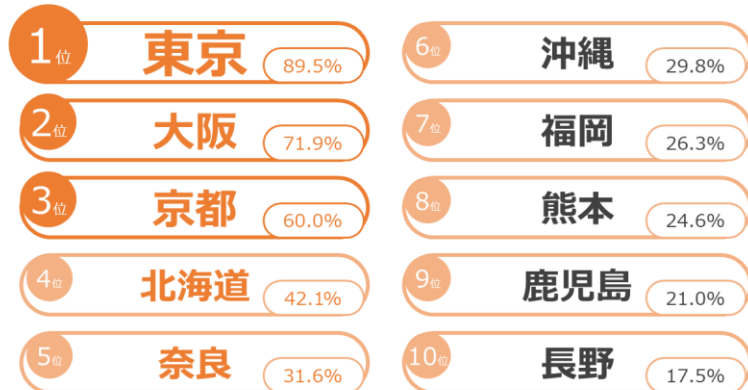 1位 東京 89.5%
2位 大阪 71.9%
3位 京都 60.0%
4位 北海道 42.1%
5位 奈良 31.6%
6位 沖縄 29.8%
7位 福岡 26.3%
8位 熊本 24.6%
9位 鹿児島 21.0%
10位 長野 17.5%